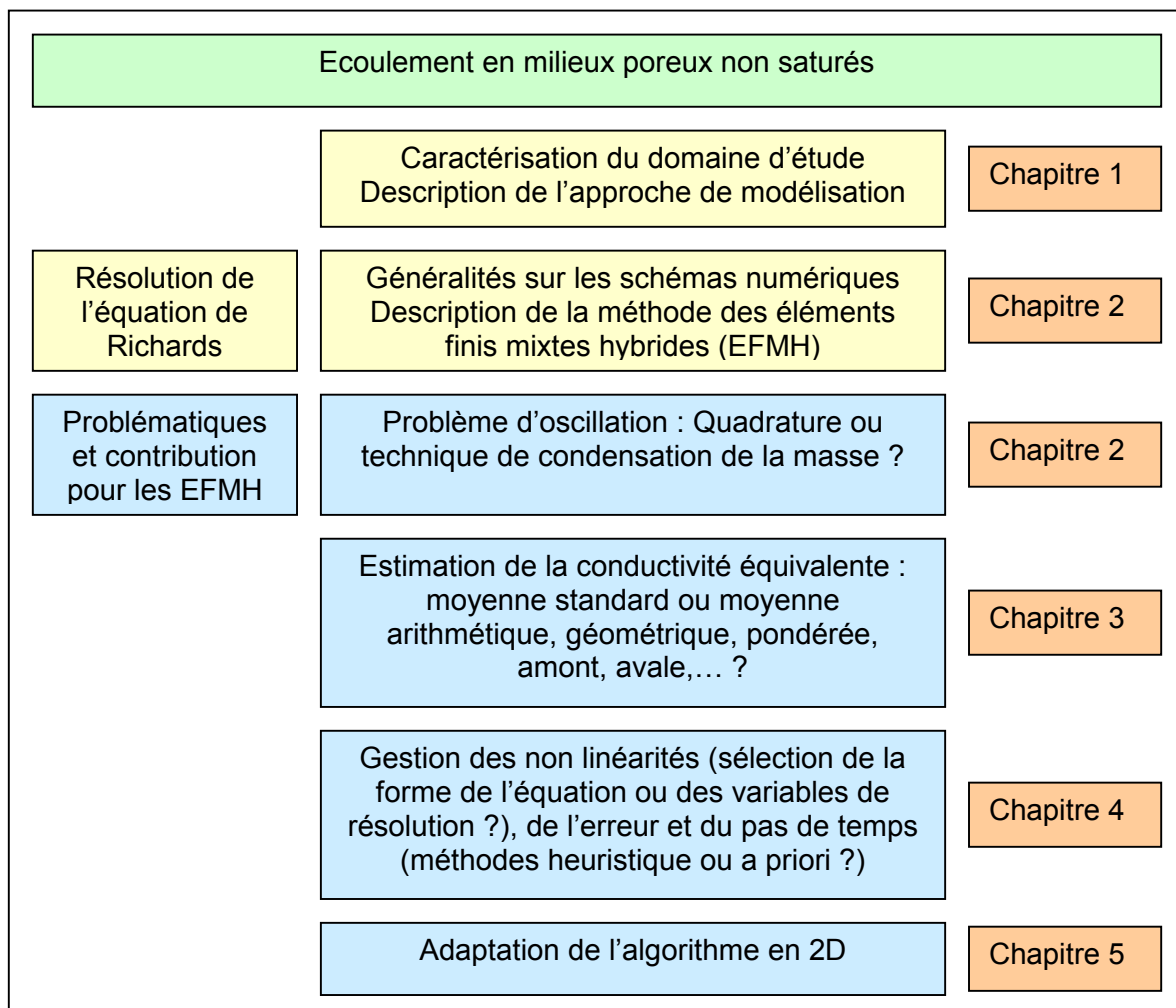 Ecoulement en milieux poreux non saturés
Caractérisation du domaine d’étude
Description de l’approche de modélisation
Chapitre 1
Résolution de
l’équation de
Richards
Généralités sur les schémas numériques
Description de la méthode des éléments
finis mixtes hybrides (EFMH)
Chapitre 2
Problématiques
et contribution
pour les EFMH
Problème d’oscillation : Quadrature ou
technique de condensation de la masse ?
Chapitre 2
Estimation de la conductivité équivalente :
moyenne standard ou moyenne
arithmétique, géométrique, pondérée,
amont, avale,… ?
Chapitre 3
Gestion des non linéarités (sélection de la
forme de l’équation ou des variables de
résolution ?), de l’erreur et du pas de temps
(méthodes heuristique ou a priori ?)
Chapitre 4
Adaptation de l’algorithme en 2D
Chapitre 5